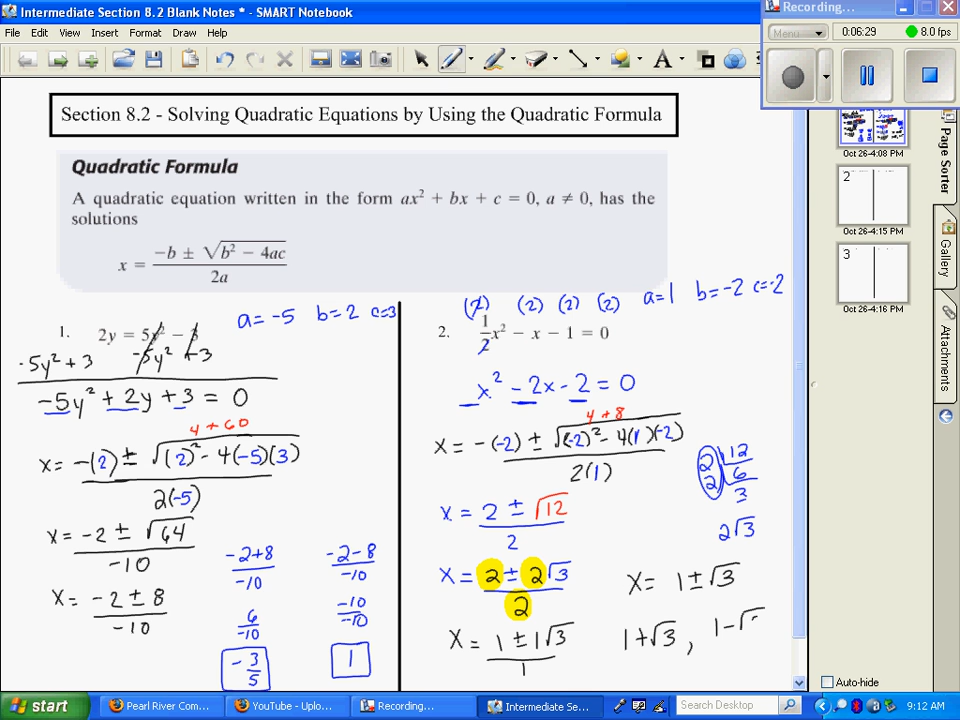 Intermediate Section 8.2 Blank Notes * - SMART Notebook
Recording...
File Edit View Insert Format Draw Help
Menu 0:06:29 8.0 fps
Section 8.2 - Solving Quadratic Equations by Using the Quadratic Formula
Quadratic Formula
A quadratic equation written in the form ax² + bx + c = 0, a ≠ 0, has the
solutions
x = (-b ± √(b² - 4ac)) / 2a
1. 2y = 5y² - 3
a = -5 b = 2 c = 3
-5y² + 3 -5y² + 3
-5y² + 2y + 3 = 0
4 + 60
x = (-(2) ± √((2)² - 4(-5)(3))) / 2(-5)
x = (-2 ± √64) / -10
x = (-2 ± 8) / -10
(-2+8) / -10
6 / -10
-3/5
(-2-8) / -10
-10 / -10
1
(2) (2) (2) (2) a=1 b=-2 c=-2
2. 1/2 x² - x - 1 = 0
x² - 2x - 2 = 0
4 + 8
x = (-(-2) ± √((-2)² - 4(1)(-2))) / 2(1)
x = (2 ± √12) / 2
x = (2 ± 2√3) / 2
x = (1 ± 1√3) / 1
2 12
2 6
3
2√3
x = 1 ± √3
1+√3 ,
Oct 26-4:08 PM
2
Oct 26-4:15 PM
3
Oct 26-4:16 PM
Page Sorter
Gallery
Attachments
Auto-hide
start
Pearl River Com...
YouTube - Uplo...
Recording...
Intermediate Se...
Search Desktop
9:12 AM